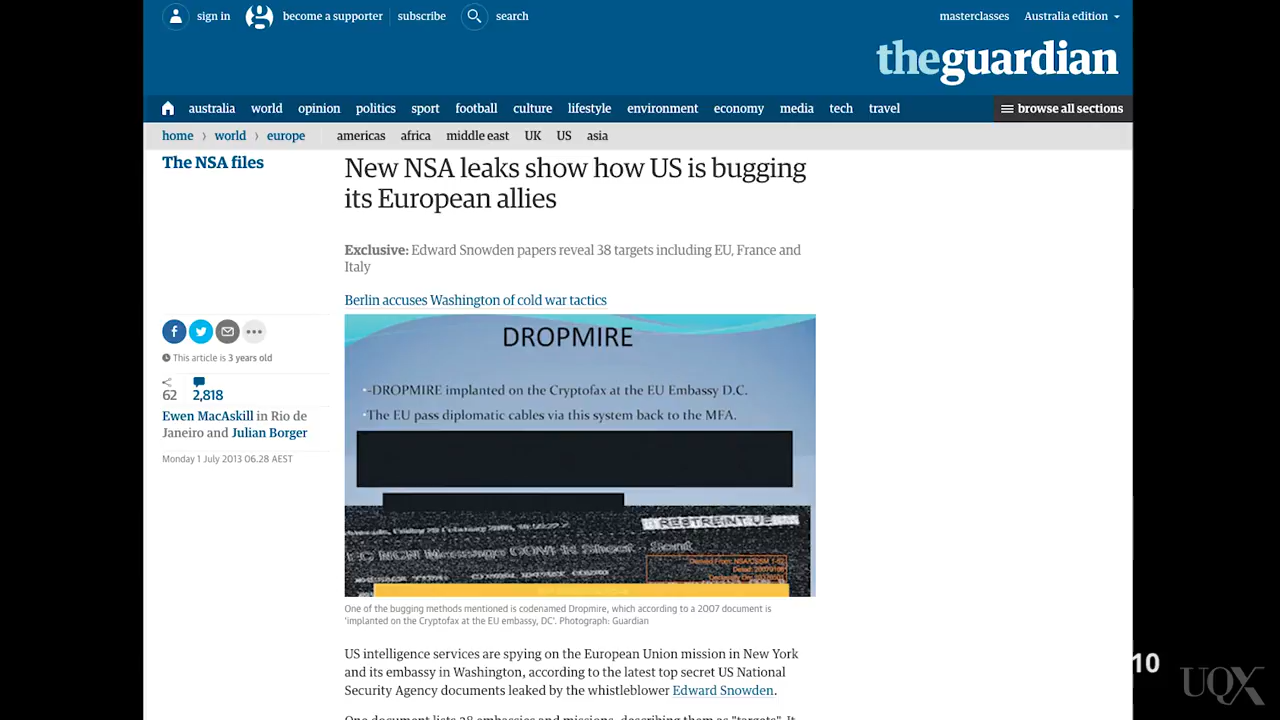 sign in
become a supporter
subscribe
search
masterclasses
Australia edition
theguardian
australia
world
opinion
politics
sport
football
culture
lifestyle
environment
economy
media
tech
travel
browse all sections
home
world
europe
americas
africa
middle east
UK
US
asia
The NSA files
New NSA leaks show how US is bugging
its European allies
Exclusive: Edward Snowden papers reveal 38 targets including EU, France and
Italy
Berlin accuses Washington of cold war tactics
This article is 3 years old
62
2,818
Ewen MacAskill in Rio de
Janeiro and Julian Borger
Monday 1 July 2013 06.28 AEST
DROPMIRE
-DROPMIRE implanted on the Cryptofax at the EU Embassy D.C.
The EU pass diplomatic cables via this system back to the MFA.
RESTREINT UE
Derived From: NSA/CSSM 1-52
One of the bugging methods mentioned is codenamed Dropmire, which according to a 2007 document is
'implanted on the Cryptofax at the EU embassy, DC'. Photograph: Guardian
US intelligence services are spying on the European Union mission in New York
and its embassy in Washington, according to the latest top secret US National
Security Agency documents leaked by the whistleblower Edward Snowden.
One document lists 38 embassies and missions, describing them as "targets". It
10
UQX